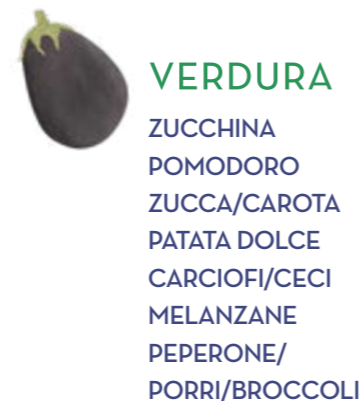 VERDURA
ZUCCHINA
POMODORO
ZUCCA/CAROTA
PATATA DOLCE
CARCIOFI/CECI
MELANZANE
PEPERONE/
PORRI/BROCCOLI